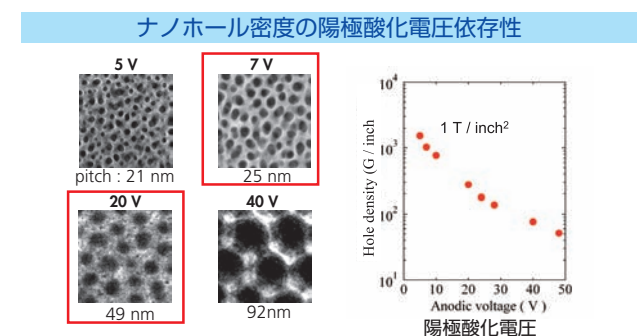 ナノホール密度の陽極酸化電圧依存性
5 V
7 V
pitch : 21 nm
25 nm
20 V
40 V
49 nm
92nm
Hole density (G / inch
10⁴
10³
10²
10¹
1 T / inch²
0 10 20 30 40 50
Anodic voltage ( V )
陽極酸化電圧